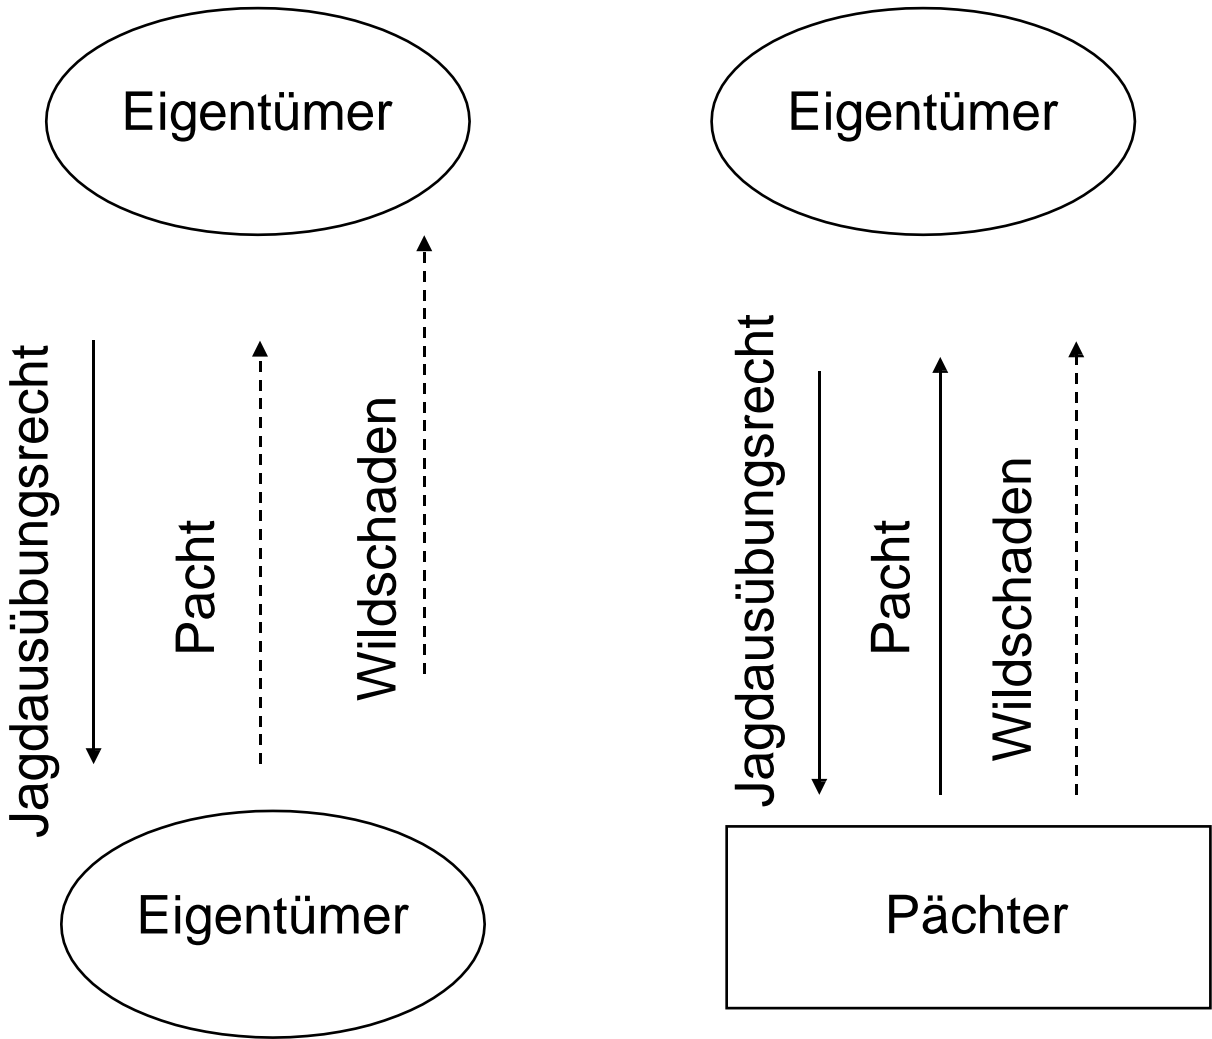 Eigentümer
Jagdausübungsrecht
Pacht
Wildschaden
Eigentümer
Eigentümer
Jagdausübungsrecht
Pacht
Wildschaden
Pächter